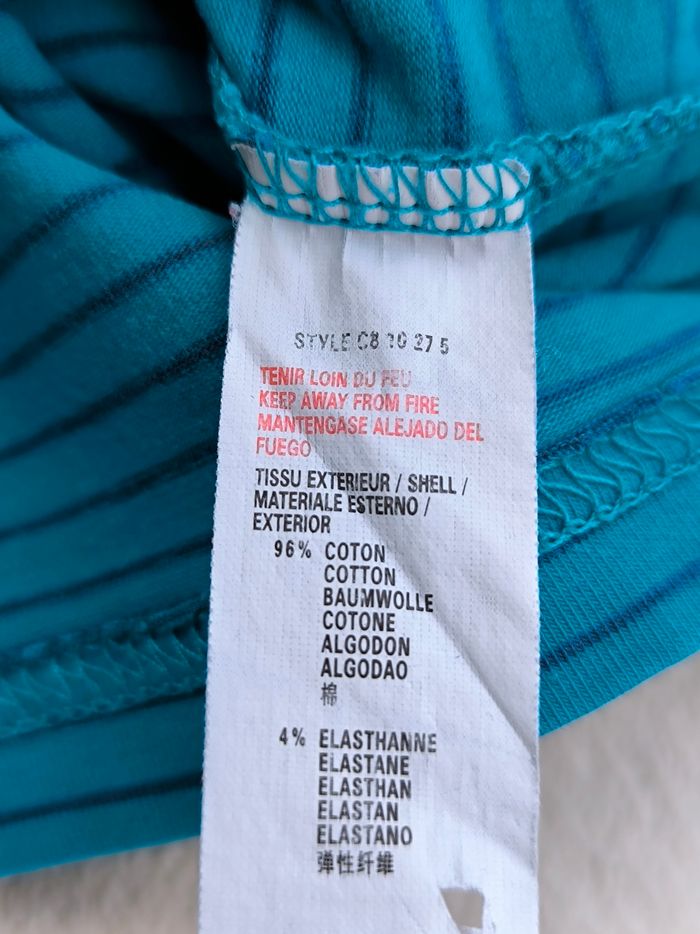 STYLE C8 10 27 5
TENIR LOIN DU FEU
KEEP AWAY FROM FIRE
MANTENGASE ALEJADO DEL
FUEGO
TISSU EXTERIEUR / SHELL /
MATERIALE ESTERNO /
EXTERIOR
96% COTON
COTTON
BAUMWOLLE
COTONE
ALGODON
ALGODAO
棉
4% ELASTHANNE
ELASTANE
ELASTHAN
ELASTAN
ELASTANO
弹性纤维